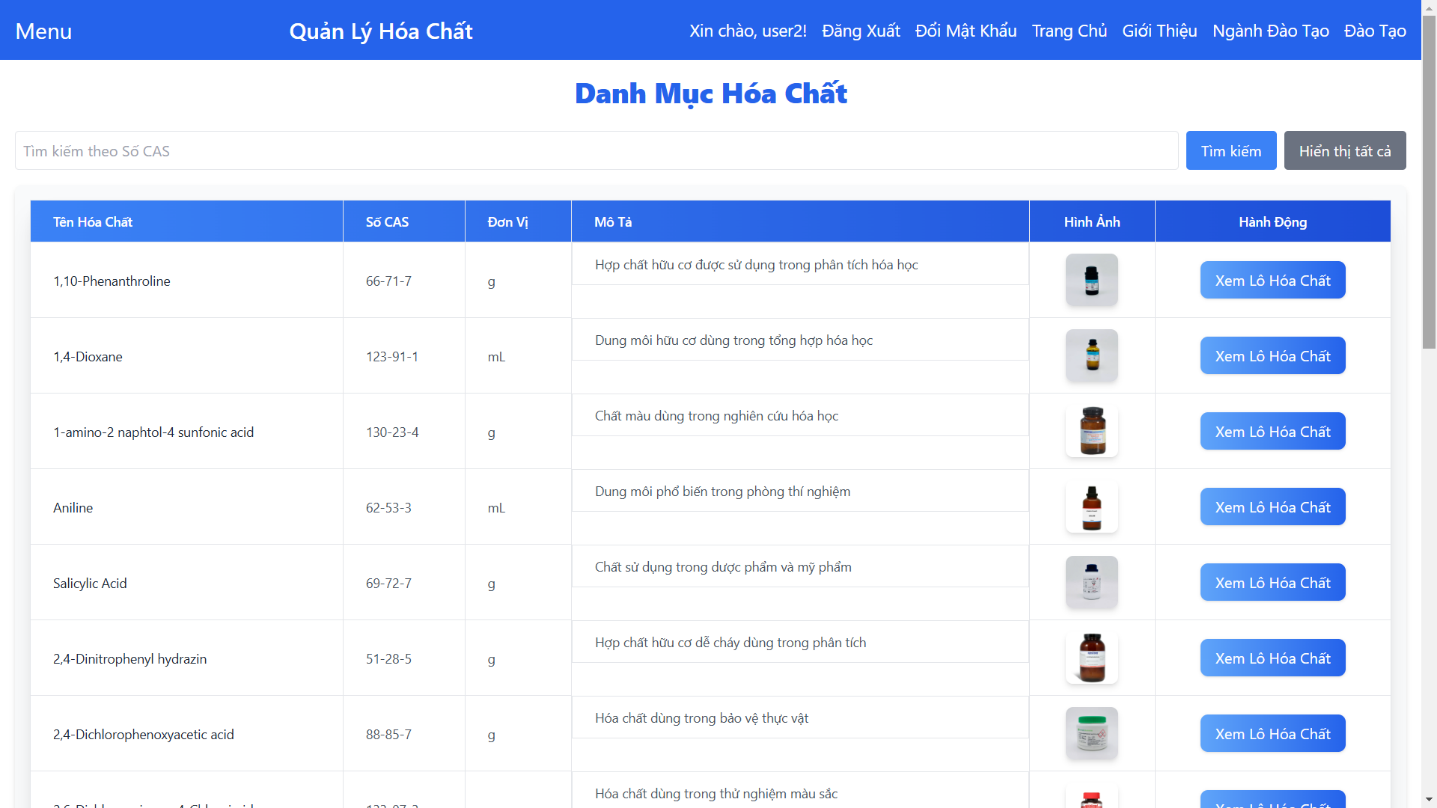 Menu Quản Lý Hóa Chất Xin chào, user2! Đăng Xuất Đổi Mật Khẩu Trang Chủ Giới Thiệu Ngành Đào Tạo Đào Tạo
Danh Mục Hóa Chất
Tìm kiếm theo Số CAS Tìm kiếm Hiển thị tất cả
Tên Hóa Chất Số CAS Đơn Vị Mô Tả Hình Ảnh Hành Động
1,10-Phenanthroline 66-71-7 g Hợp chất hữu cơ được sử dụng trong phân tích hóa học Xem Lô Hóa Chất
1,4-Dioxane 123-91-1 mL Dung môi hữu cơ dùng trong tổng hợp hóa học Xem Lô Hóa Chất
1-amino-2 naphtol-4 sunfonic acid 130-23-4 g Chất màu dùng trong nghiên cứu hóa học Xem Lô Hóa Chất
Aniline 62-53-3 mL Dung môi phổ biến trong phòng thí nghiệm Xem Lô Hóa Chất
Salicylic Acid 69-72-7 g Chất sử dụng trong dược phẩm và mỹ phẩm Xem Lô Hóa Chất
2,4-Dinitrophenyl hydrazin 51-28-5 g Hợp chất hữu cơ dễ cháy dùng trong phân tích Xem Lô Hóa Chất
2,4-Dichlorophenoxyacetic acid 88-85-7 g Hóa chất dùng trong bảo vệ thực vật Xem Lô Hóa Chất
Hóa chất dùng trong thử nghiệm màu sắc Xem Lô Hóa Chất